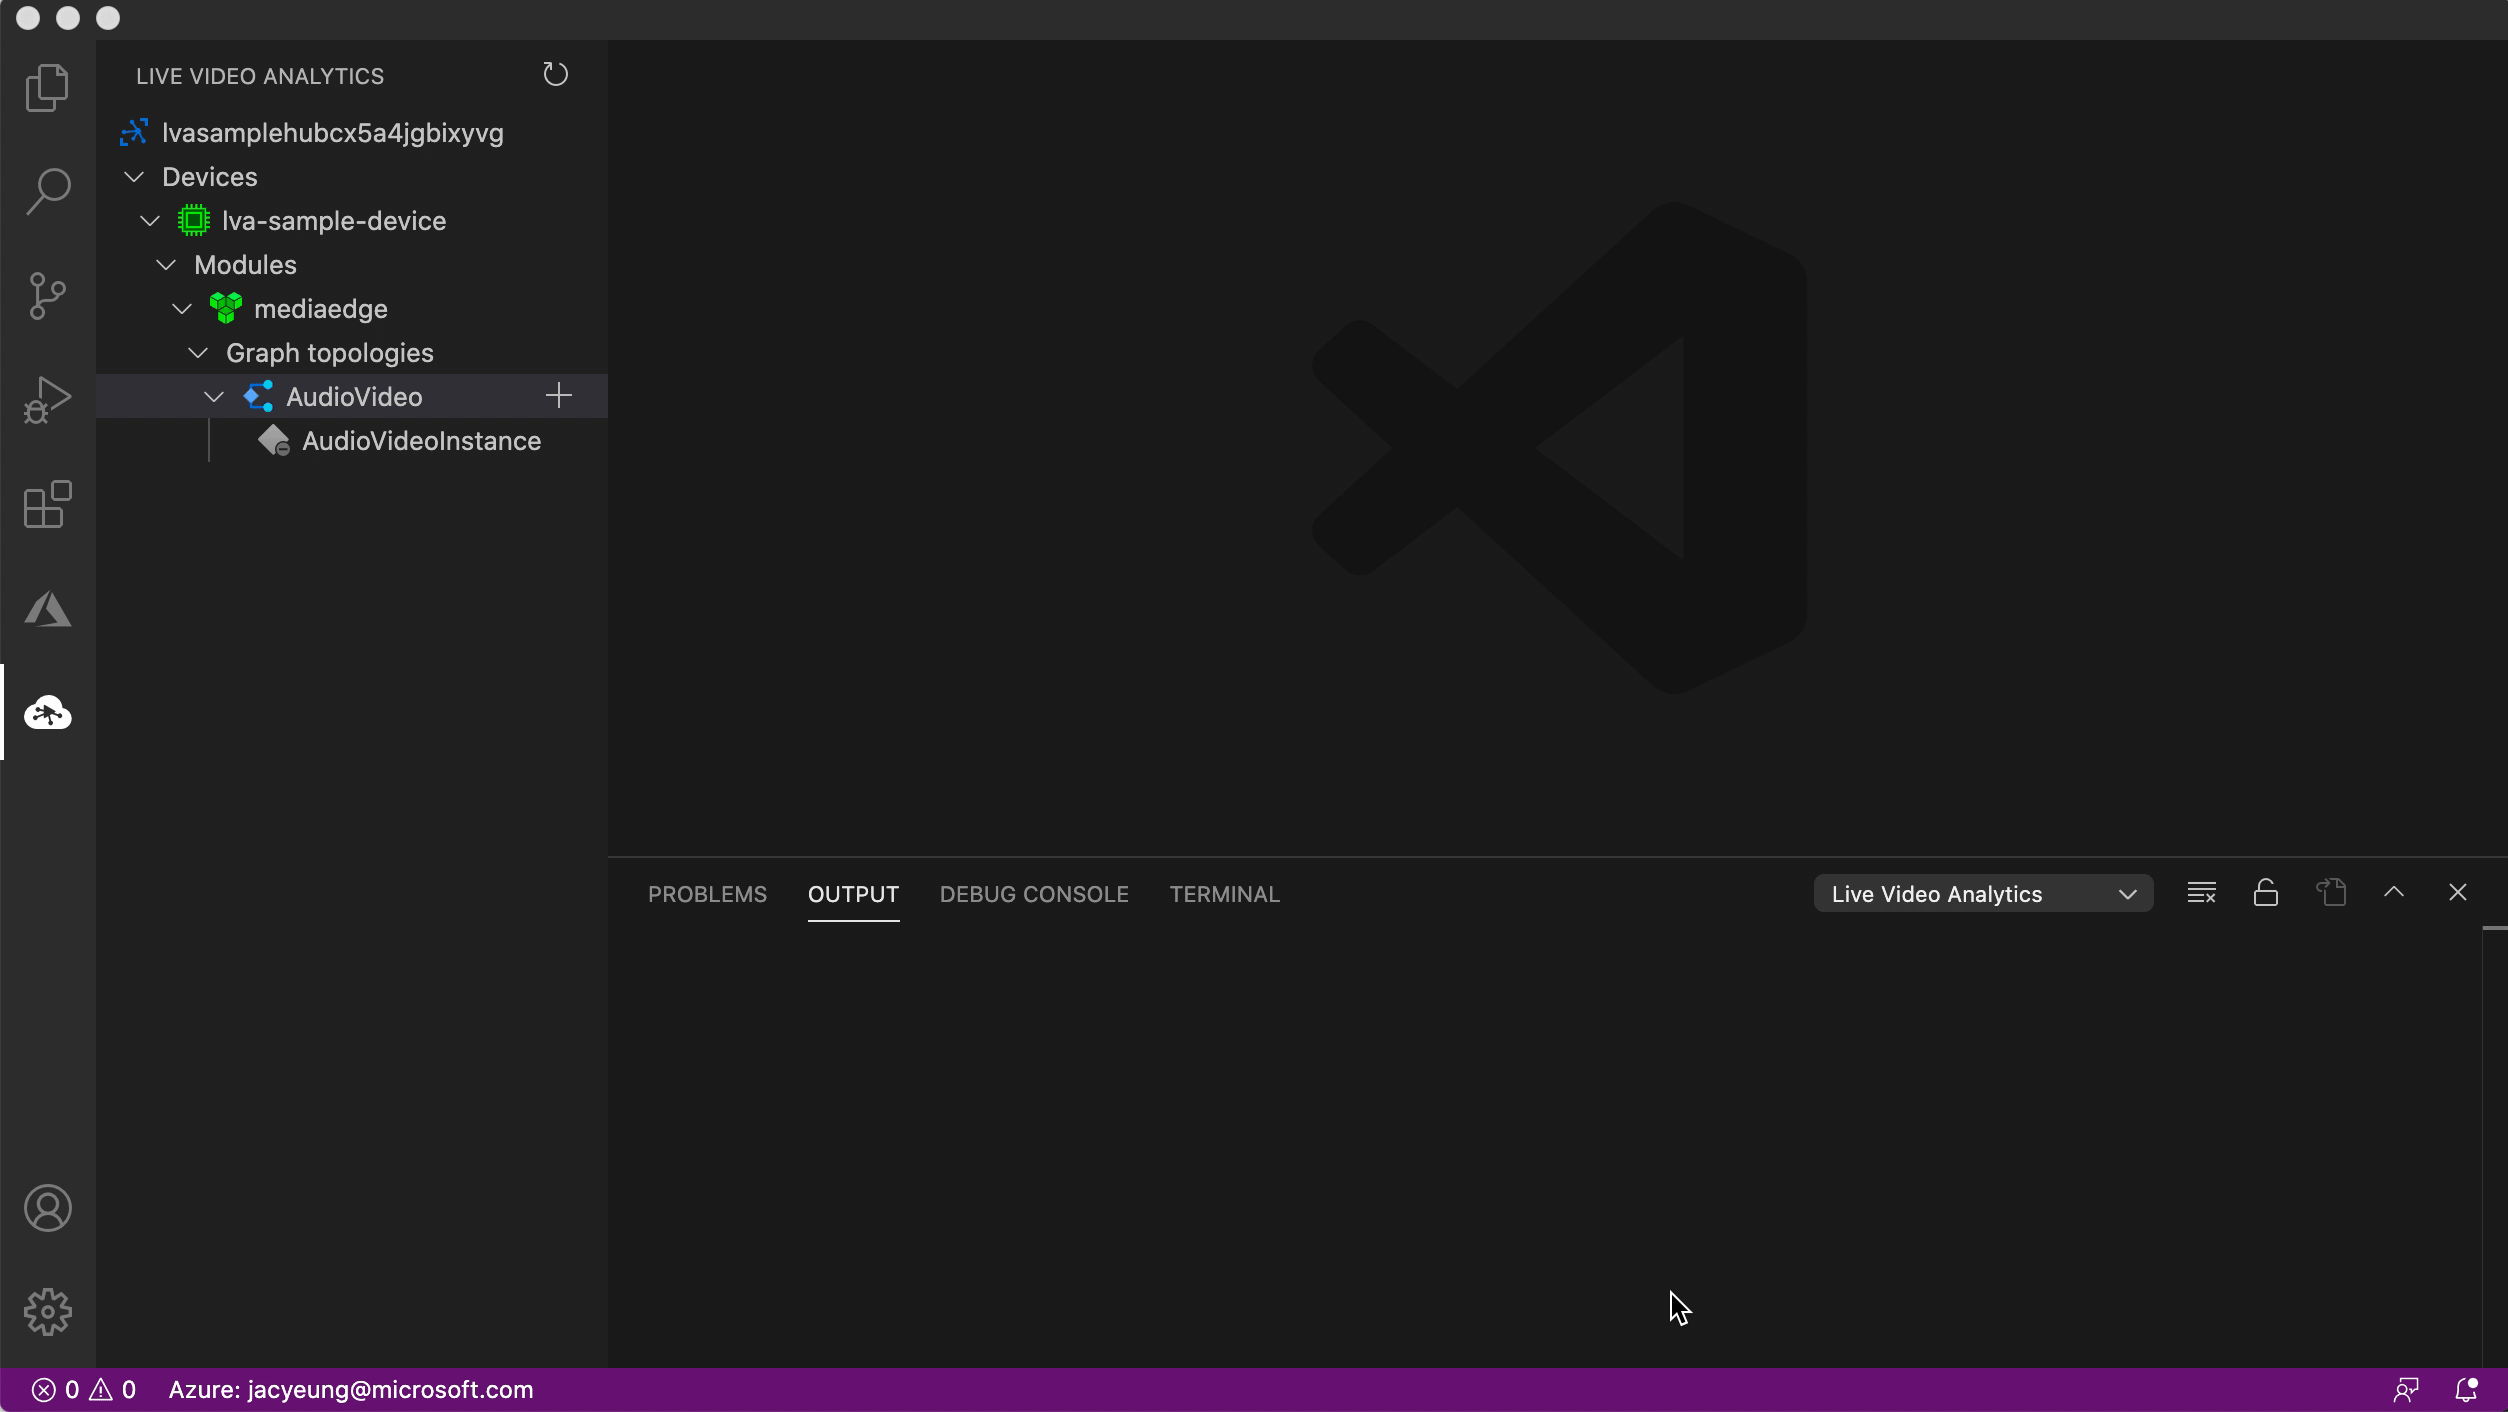 LIVE VIDEO ANALYTICS
lvasamplehubcx5a4jgbixyvg
Devices
lva-sample-device
Modules
mediaedge
Graph topologies
AudioVideo
AudioVideoInstance
PROBLEMS OUTPUT DEBUG CONSOLE TERMINAL Live Video Analytics
0 0 Azure: jacyeung@microsoft.com